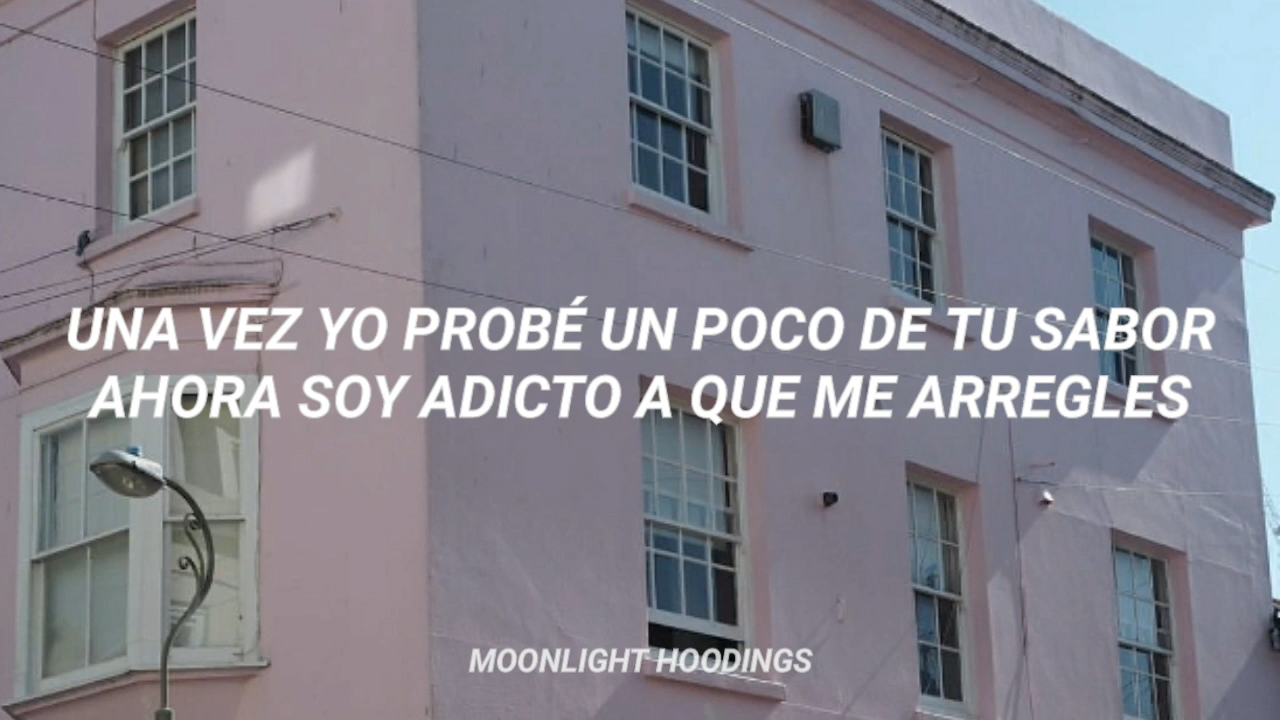 UNA VEZ YO PROBÉ UN POCO DE TU SABOR
AHORA SOY ADICTO A QUE ME ARREGLES
MOONLIGHT HOODINGS